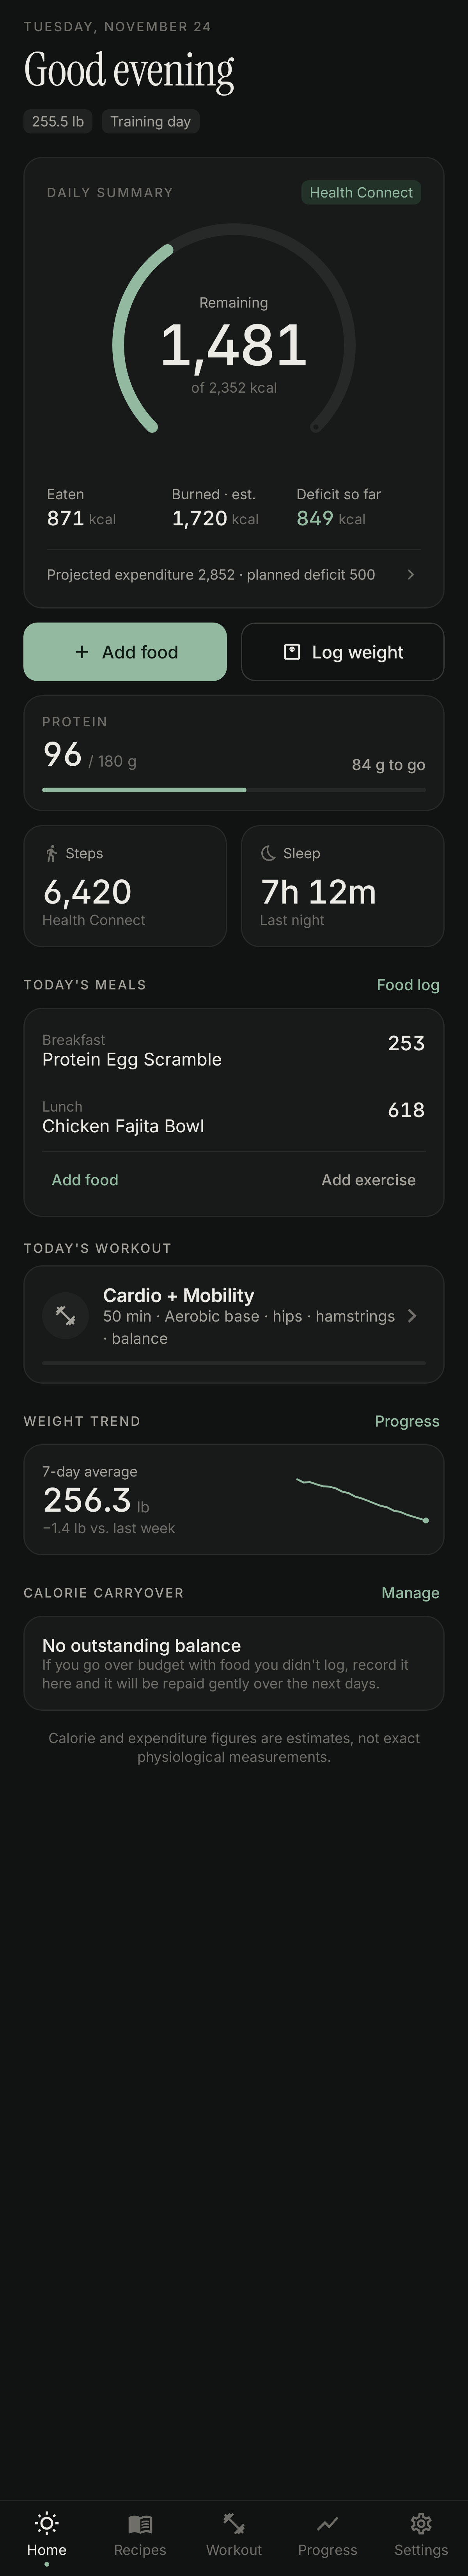 TUESDAY, NOVEMBER 24
Good evening
255.5 lb
Training day
DAILY SUMMARY
Health Connect
Remaining
1,481
of 2,352 kcal
Eaten
Burned · est.
Deficit so far
871 kcal
1,720 kcal
849 kcal
Projected expenditure 2,852 · planned deficit 500
Add food
Log weight
PROTEIN
96 / 180 g
84 g to go
Steps
6,420
Health Connect
Sleep
7h 12m
Last night
TODAY'S MEALS
Food log
Breakfast
Protein Egg Scramble
253
Lunch
Chicken Fajita Bowl
618
Add food
Add exercise
TODAY'S WORKOUT
Cardio + Mobility
50 min · Aerobic base · hips · hamstrings
· balance
WEIGHT TREND
Progress
7-day average
256.3 lb
−1.4 lb vs. last week
CALORIE CARRYOVER
Manage
No outstanding balance
If you go over budget with food you didn't log, record it
here and it will be repaid gently over the next days.
Calorie and expenditure figures are estimates, not exact
physiological measurements.
Home
Recipes
Workout
Progress
Settings